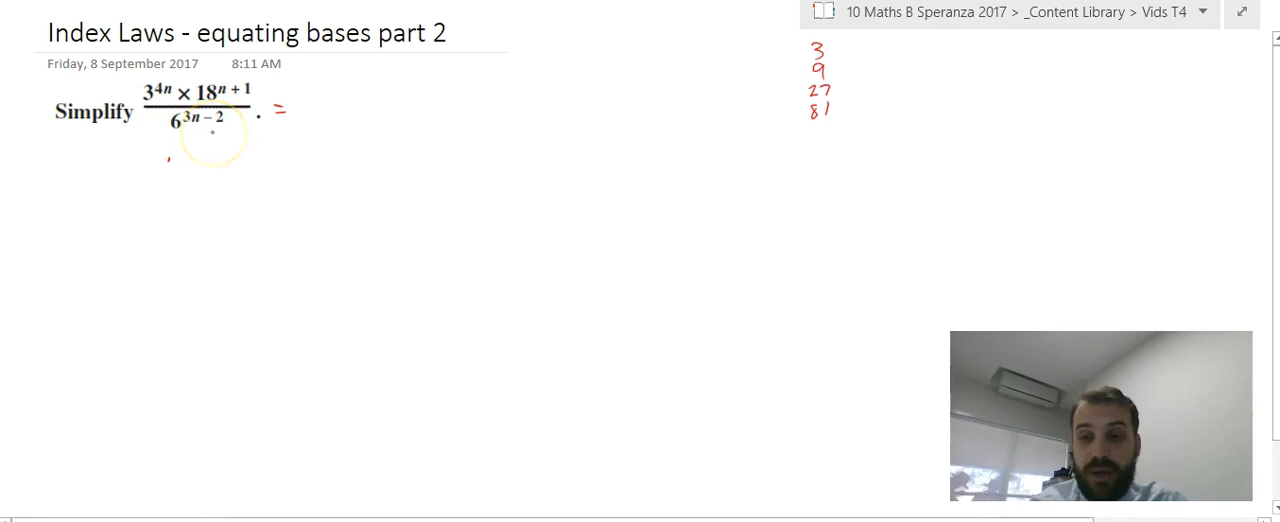 Index Laws - equating bases part 2
10 Maths B Speranza 2017 > _Content Library > Vids T4
Friday, 8 September 2017 8:11 AM
Simplify 3^{4n} × 18^{n + 1} / 6^{3n – 2} . =
3
9
27
81